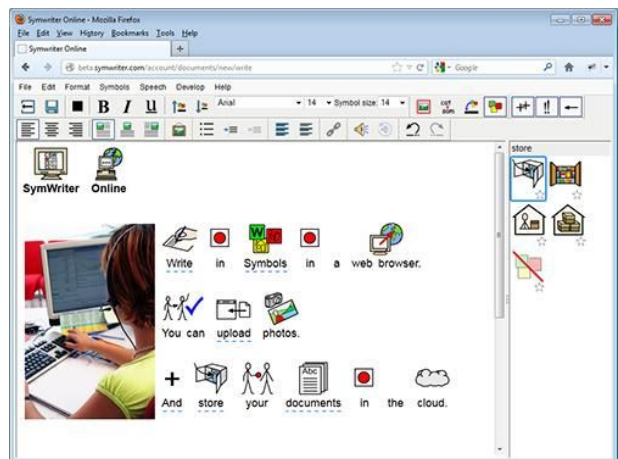 Symwriter Online - Mozilla Firefox
File Edit View History Bookmarks Tools Help
Symwriter Online
beta.symwriter.com/account/documents/new/write
Google
File Edit Format Symbols Speech Develop Help
B I U Arial 14 Symbol size: 14
store
SymWriter Online
Write in Symbols in a web browser.
You can upload photos.
Abc
And store your documents in the cloud.